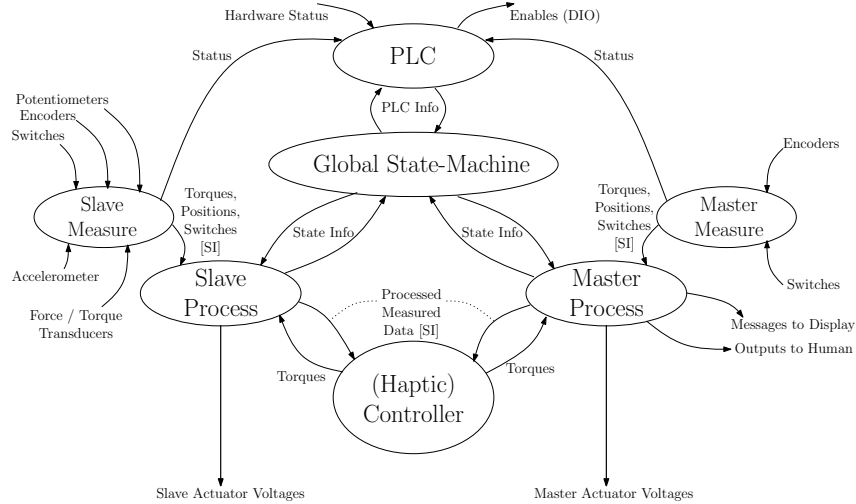 Hardware Status
Enables (DIO)
Status
PLC
Status
Potentiometers
Encoders
Switches
PLC Info
Global State-Machine
Encoders
Slave
Measure
Torques,
Positions,
Switches
[SI]
State Info
State Info
Torques,
Positions,
Switches
[SI]
Master
Measure
Accelerometer
Force / Torque
Transducers
Slave
Process
Processed
Measured
Data [SI]
Master
Process
Switches
Messages to Display
Outputs to Human
Torques
(Haptic)
Controller
Torques
Slave Actuator Voltages
Master Actuator Voltages